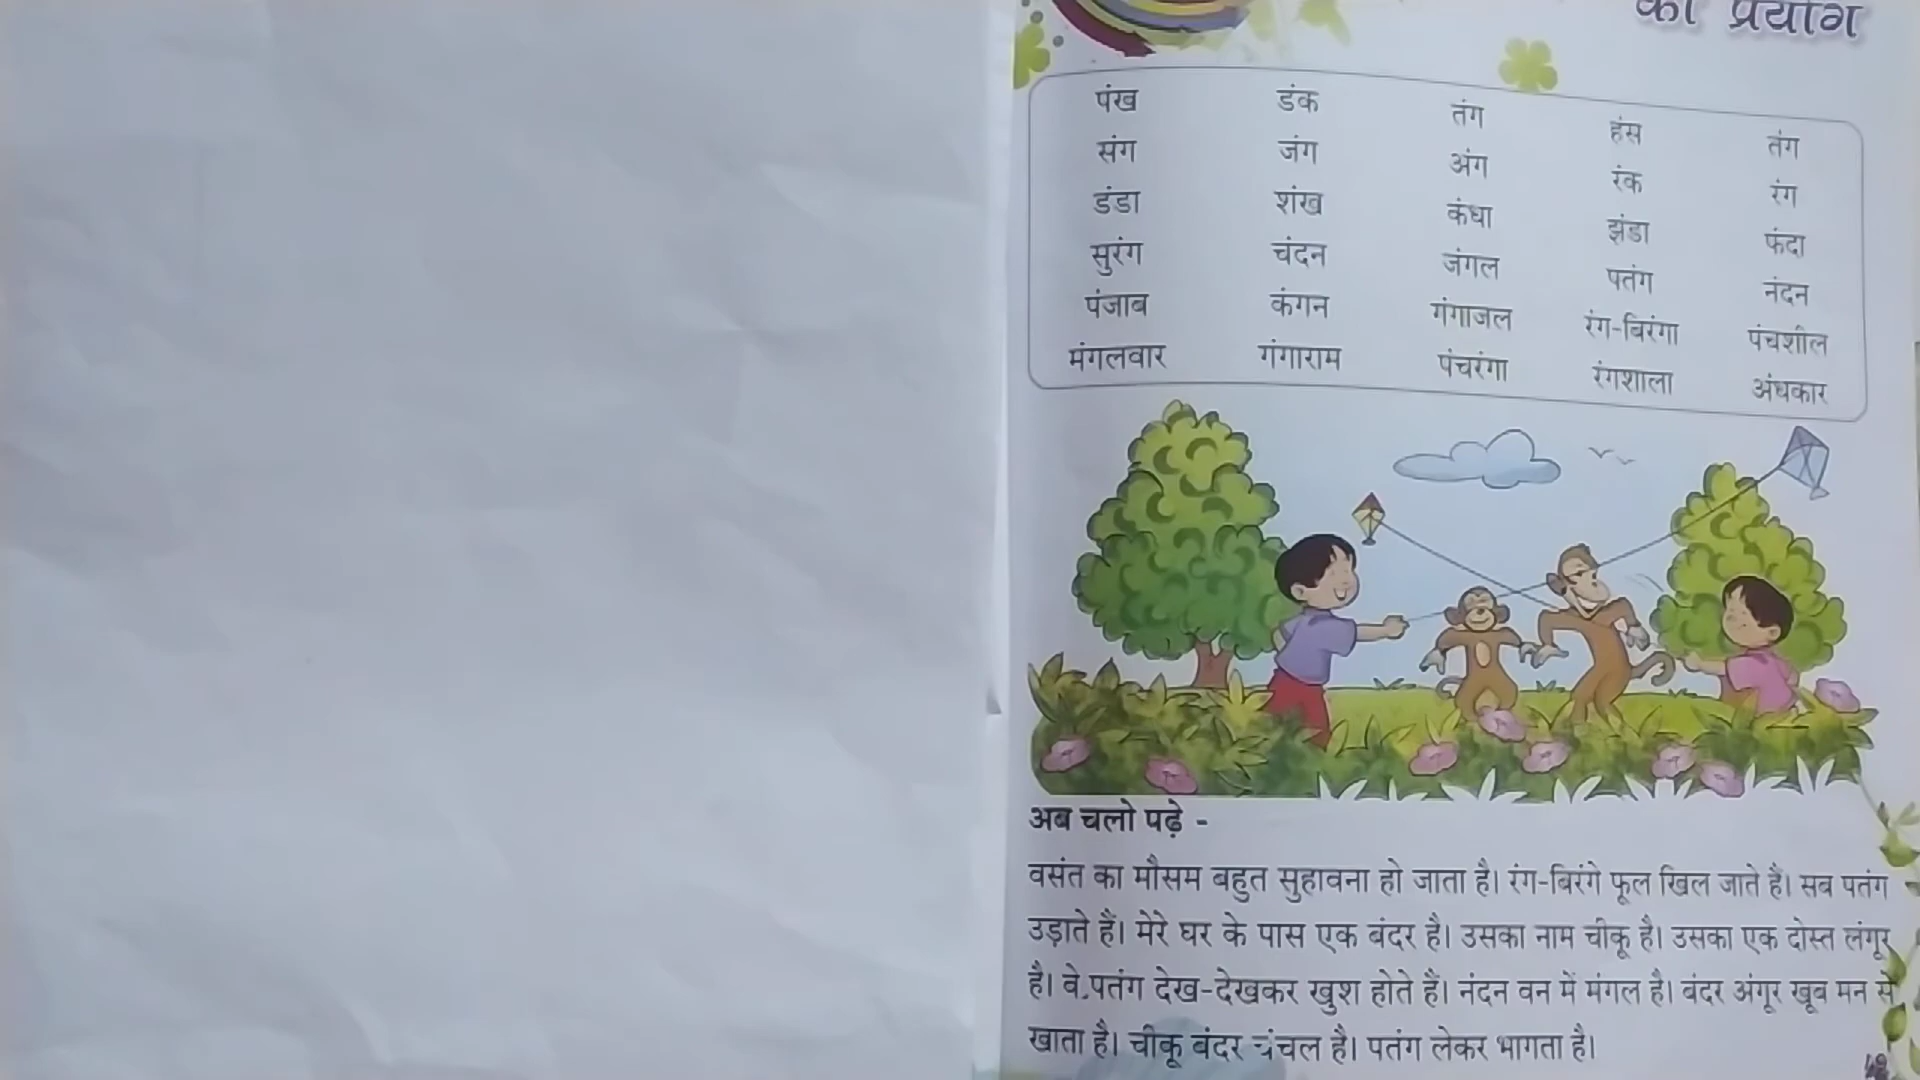 का प्रयोग
पंख डंक तंग हंस तंग
संग जंग अंग रंक रंग
डंडा शंख कंधा झंडा फंदा
सुरंग चंदन जंगल पतंग नंदन
पंजाब कंगन गंगाजल रंग-बिरंगा पंचशील
मंगलवार गंगाराम पंचरंगा रंगशाला अंधकार
अब चलो पढ़े -
वसंत का मौसम बहुत सुहावना हो जाता है। रंग-बिरंगे फूल खिल जाते हैं। सब पतंग
उड़ाते हैं। मेरे घर के पास एक बंदर है। उसका नाम चीकू है। उसका एक दोस्त लंगूर
है। वे पतंग देख-देखकर खुश होते हैं। नंदन वन में मंगल है। बंदर अंगूर खूब मन से
खाता है। चीकू बंदर चंचल है। पतंग लेकर भागता है।